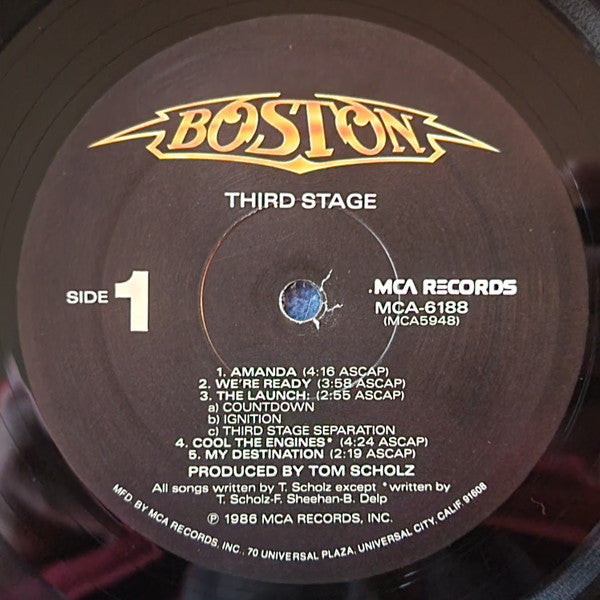 BOSTON
THIRD STAGE
SIDE 1
MCA RECORDS
MCA-6188
(MCA5948)
1. AMANDA (4:16 ASCAP)
2. WE'RE READY (3:58 ASCAP)
3. THE LAUNCH: (2:55 ASCAP)
a) COUNTDOWN
b) IGNITION
c) THIRD STAGE SEPARATION
4. COOL THE ENGINES* (4:24 ASCAP)
5. MY DESTINATION (2:19 ASCAP)
PRODUCED BY TOM SCHOLZ
All songs written by T. Scholz except *written by
T. Scholz-F. Sheehan-B. Delp
℗ 1986 MCA RECORDS, INC.
MFD. BY MCA RECORDS, INC., 70 UNIVERSAL PLAZA, UNIVERSAL CITY, CALIF. 91608